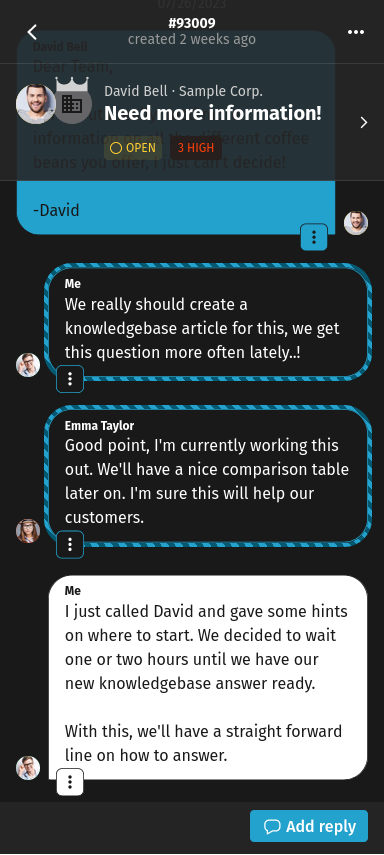 07/26/2023
#93009
created 2 weeks ago
David Bell
Dear Team,
David Bell · Sample Corp.
Need more information!
information on all the different coffee
beans you offer, I just can't decide!
OPEN
3 HIGH
-David
Me
We really should create a
knowledgebase article for this, we get
this question more often lately..!
Emma Taylor
Good point, I'm currently working this
out. We'll have a nice comparison table
later on. I'm sure this will help our
customers.
Me
I just called David and gave some hints
on where to start. We decided to wait
one or two hours until we have our
new knowledgebase answer ready.
With this, we'll have a straight forward
line on how to answer.
Add reply